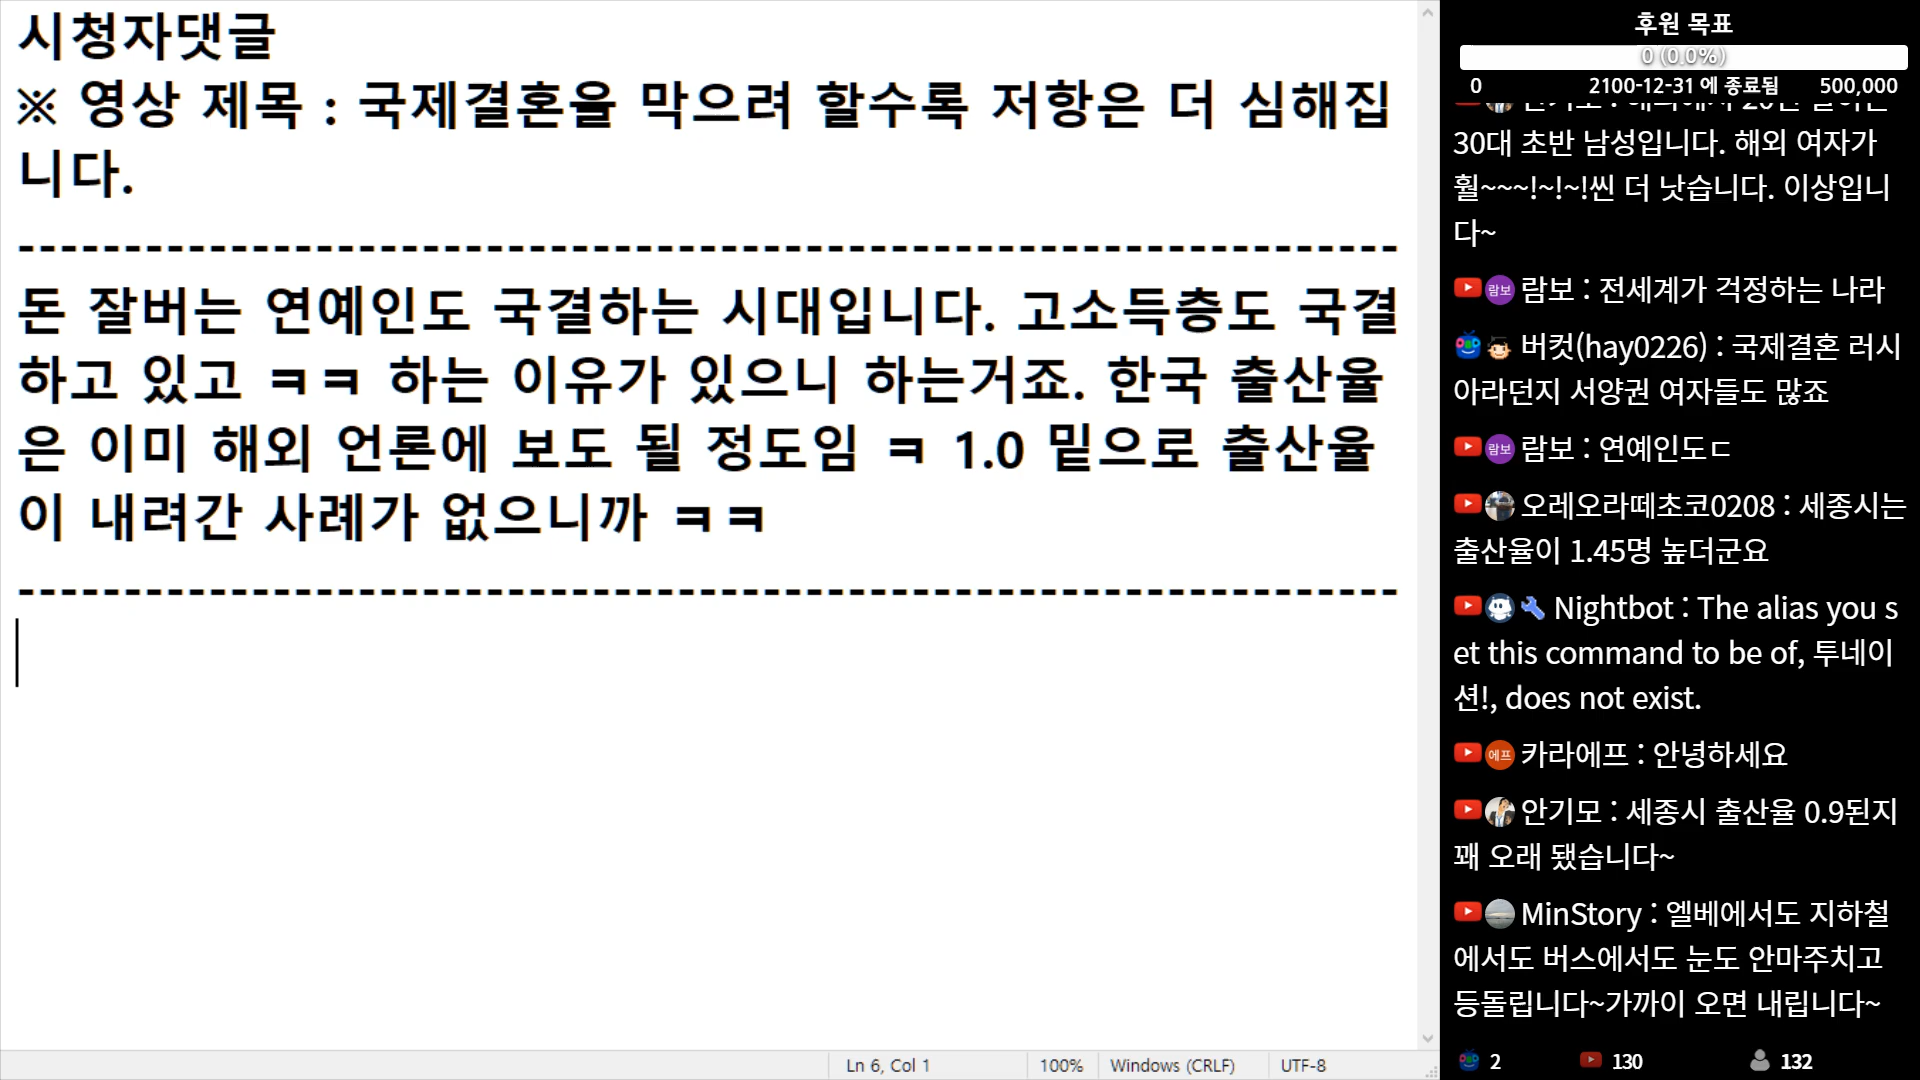 시청자댓글
※ 영상 제목 : 국제결혼을 막으려 할수록 저항은 더 심해집
니다.
-----------------------------------------------------------------
돈 잘버는 연예인도 국결하는 시대입니다. 고소득층도 국결
하고 있고 ㅋㅋ 하는 이유가 있으니 하는거죠. 한국 출산율
은 이미 해외 언론에 보도 될 정도임 ㅋ 1.0 밑으로 출산율
이 내려간 사례가 없으니까 ㅋㅋ
-----------------------------------------------------------------
Ln 6, Col 1
100%
Windows (CRLF)
UTF-8
후원 목표
0 (0.0%)
0 2100-12-31 에 종료됨 500,000
30대 초반 남성입니다. 해외 여자가
훨~~~!~!~!씬 더 낫습니다. 이상입니
다~
람보 람보 : 전세계가 걱정하는 나라
버컷(hay0226) : 국제결혼 러시
아라던지 서양권 여자들도 많죠
람보 람보 : 연예인도ㄷ
오레오라떼초코0208 : 세종시는
출산율이 1.45명 높더군요
Nightbot : The alias you s
et this command to be of, 투네이
션!, does not exist.
에프 카라에프 : 안녕하세요
안기모 : 세종시 출산율 0.9된지
꽤 오래 됐습니다~
MinStory : 엘베에서도 지하철
에서도 버스에서도 눈도 안마주치고
등돌립니다~가까이 오면 내립니다~
2
130
132